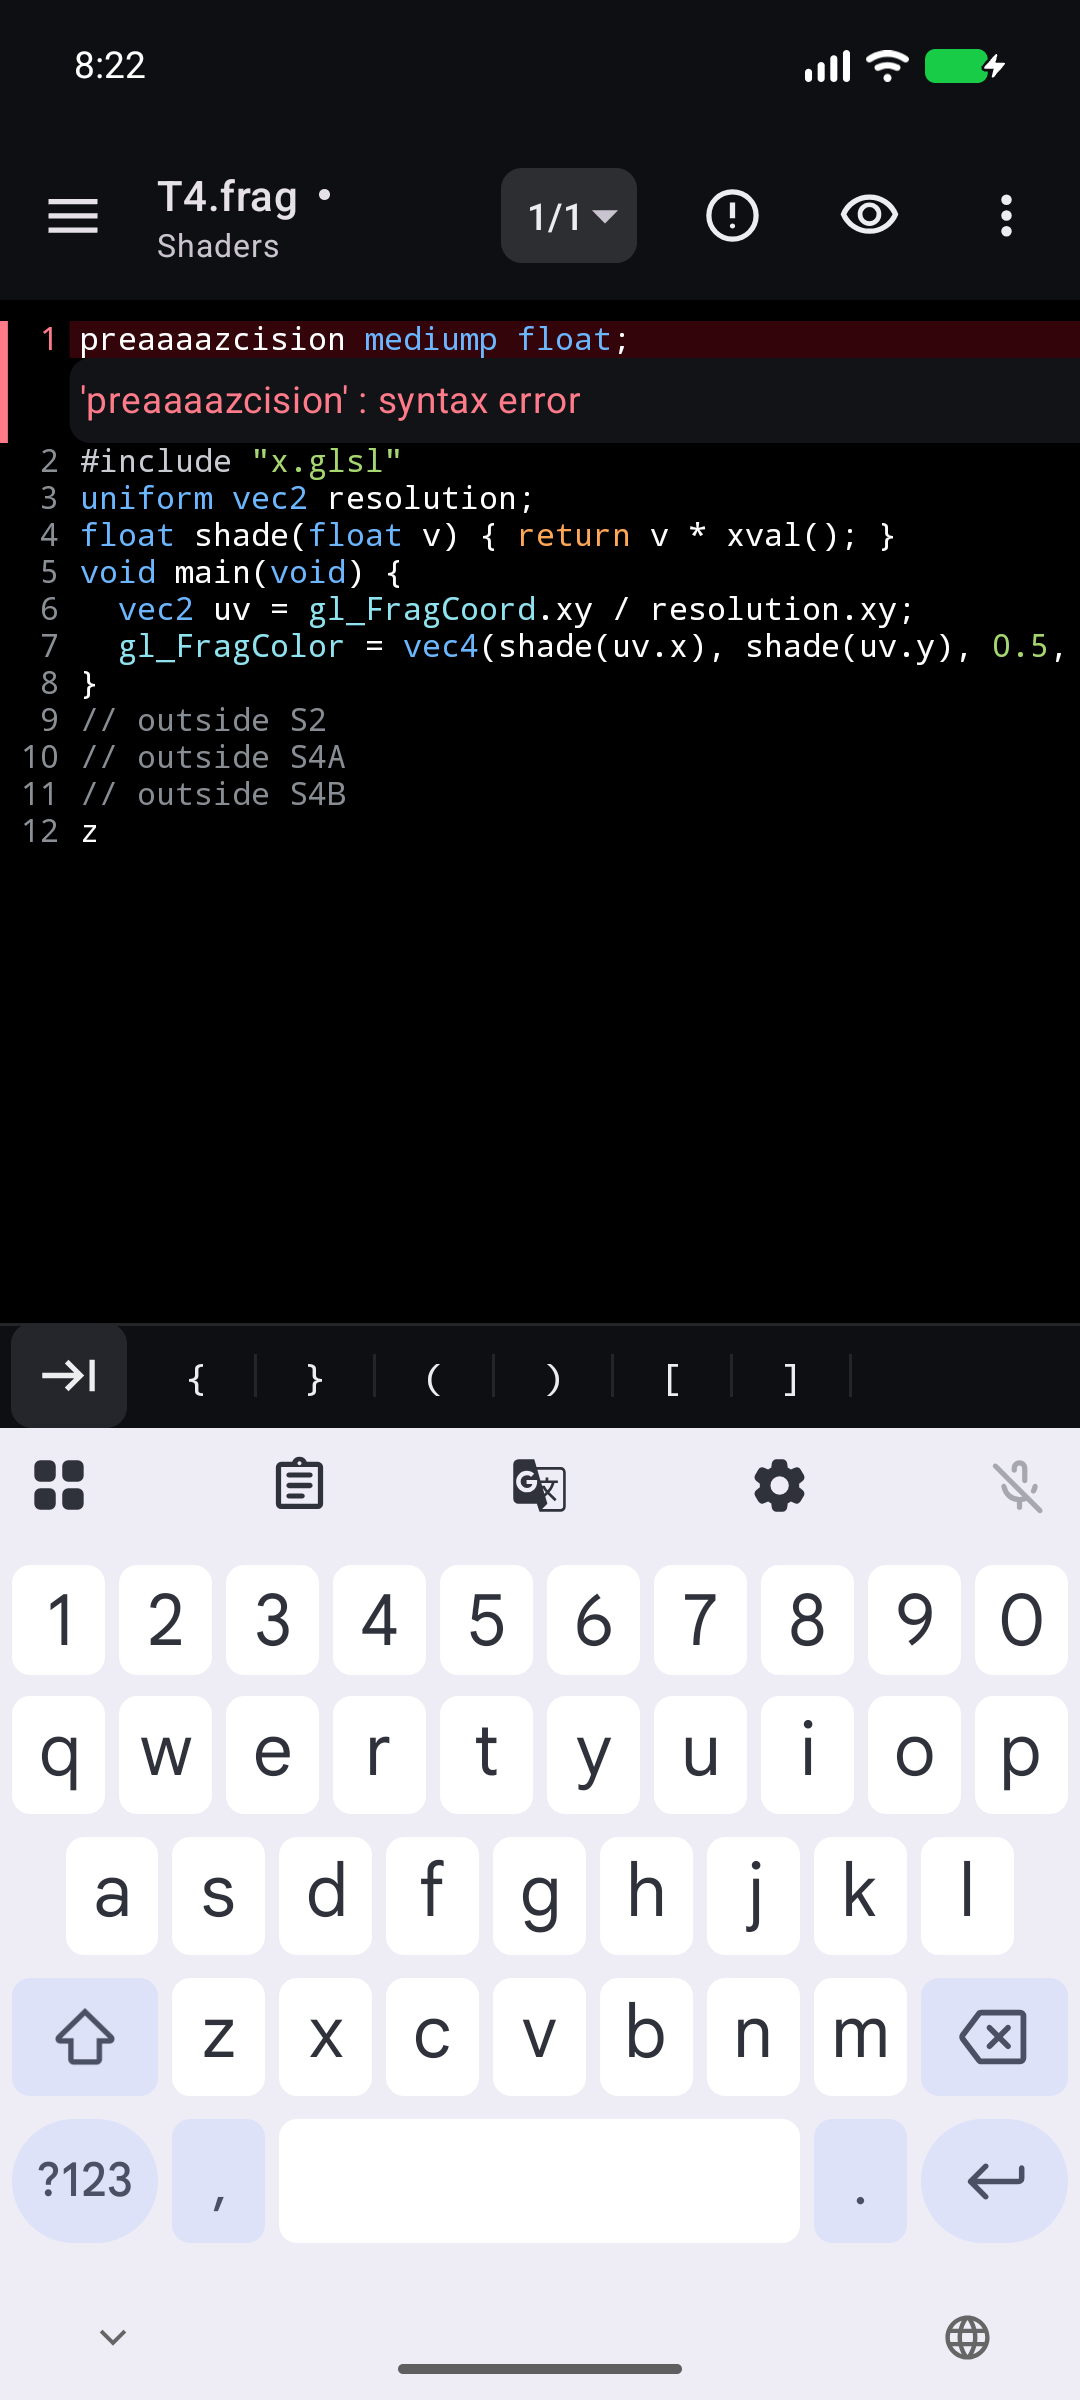 8:22
T4.frag •
Shaders
1/1
1 preaaaazcision mediump float;
'preaaaazcision' : syntax error
2 #include "x.glsl"
3 uniform vec2 resolution;
4 float shade(float v) { return v * xval(); }
5 void main(void) {
6   vec2 uv = gl_FragCoord.xy / resolution.xy;
7   gl_FragColor = vec4(shade(uv.x), shade(uv.y), 0.5,
8 }
9 // outside S2
10 // outside S4A
11 // outside S4B
12 z
{ } ( ) [ ]
1 2 3 4 5 6 7 8 9 0
q w e r t y u i o p
a s d f g h j k l
z x c v b n m
?123 , .